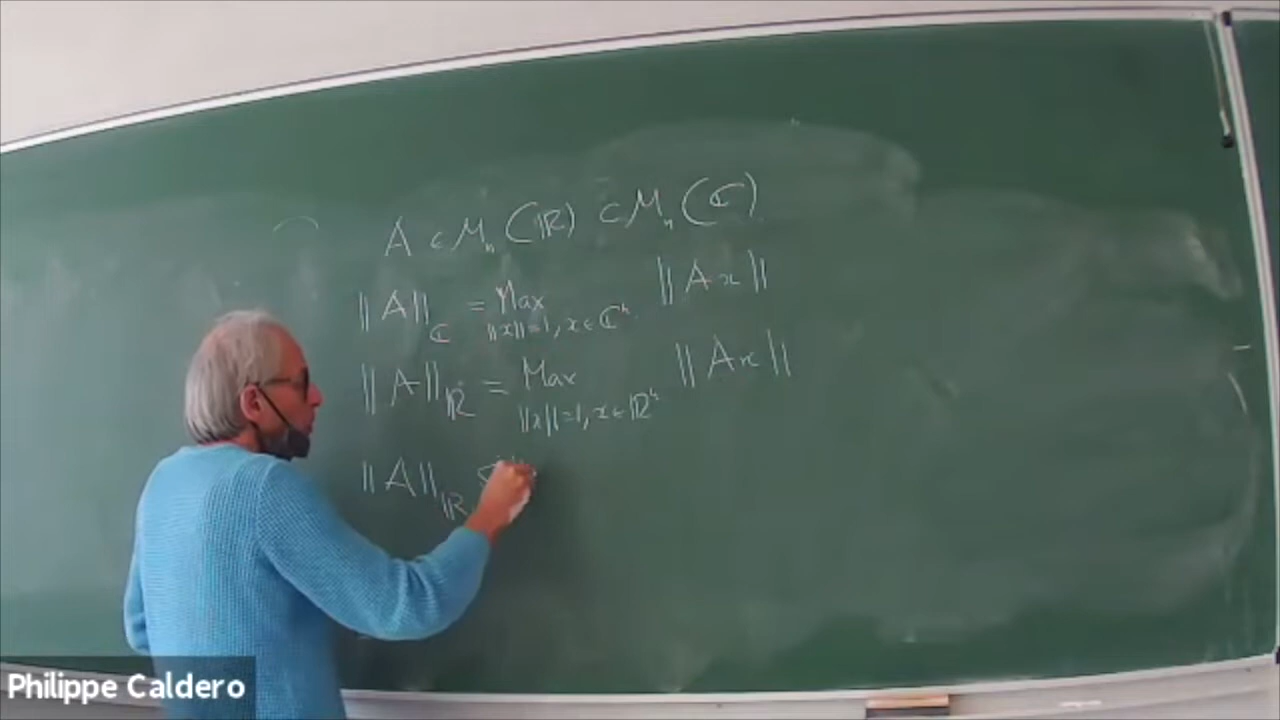 A ∈ Mₙ(ℝ) ⊂ Mₙ(ℂ)
||A||_ℂ = Max ||Ax||
||x||=1, x∈ℂⁿ
||A||_ℝ = Max ||Ax||
||x||=1, x∈ℝⁿ
||A||_ℝ
Philippe Caldero